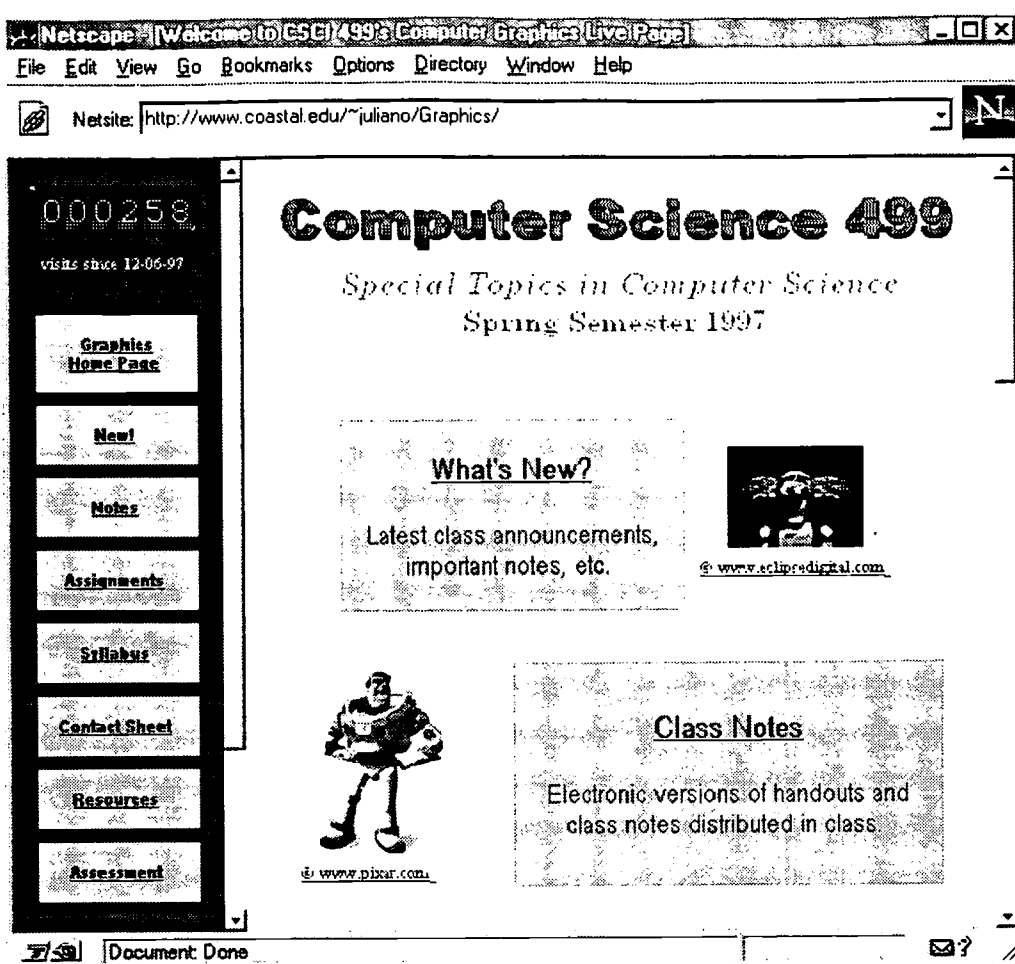 Netscape - [Welcome to CSCI 499's Computer Graphics Live Page]
File Edit View Go Bookmarks Options Directory Window Help
Netsite: http://www.coastal.edu/~juliano/Graphics/
N
000258
visits since 12-06-97
Graphics
Home Page
New!
Notes
Assignments
Syllabus
Contact Sheet
Resourses
Assessment
Computer Science 499
Special Topics in Computer Science
Spring Semester 1997
What's New?
Latest class announcements,
important notes, etc.
© www.eclipsedigital.com
© www.pixar.com
Class Notes
Electronic versions of handouts and
class notes distributed in class.
Document: Done
?